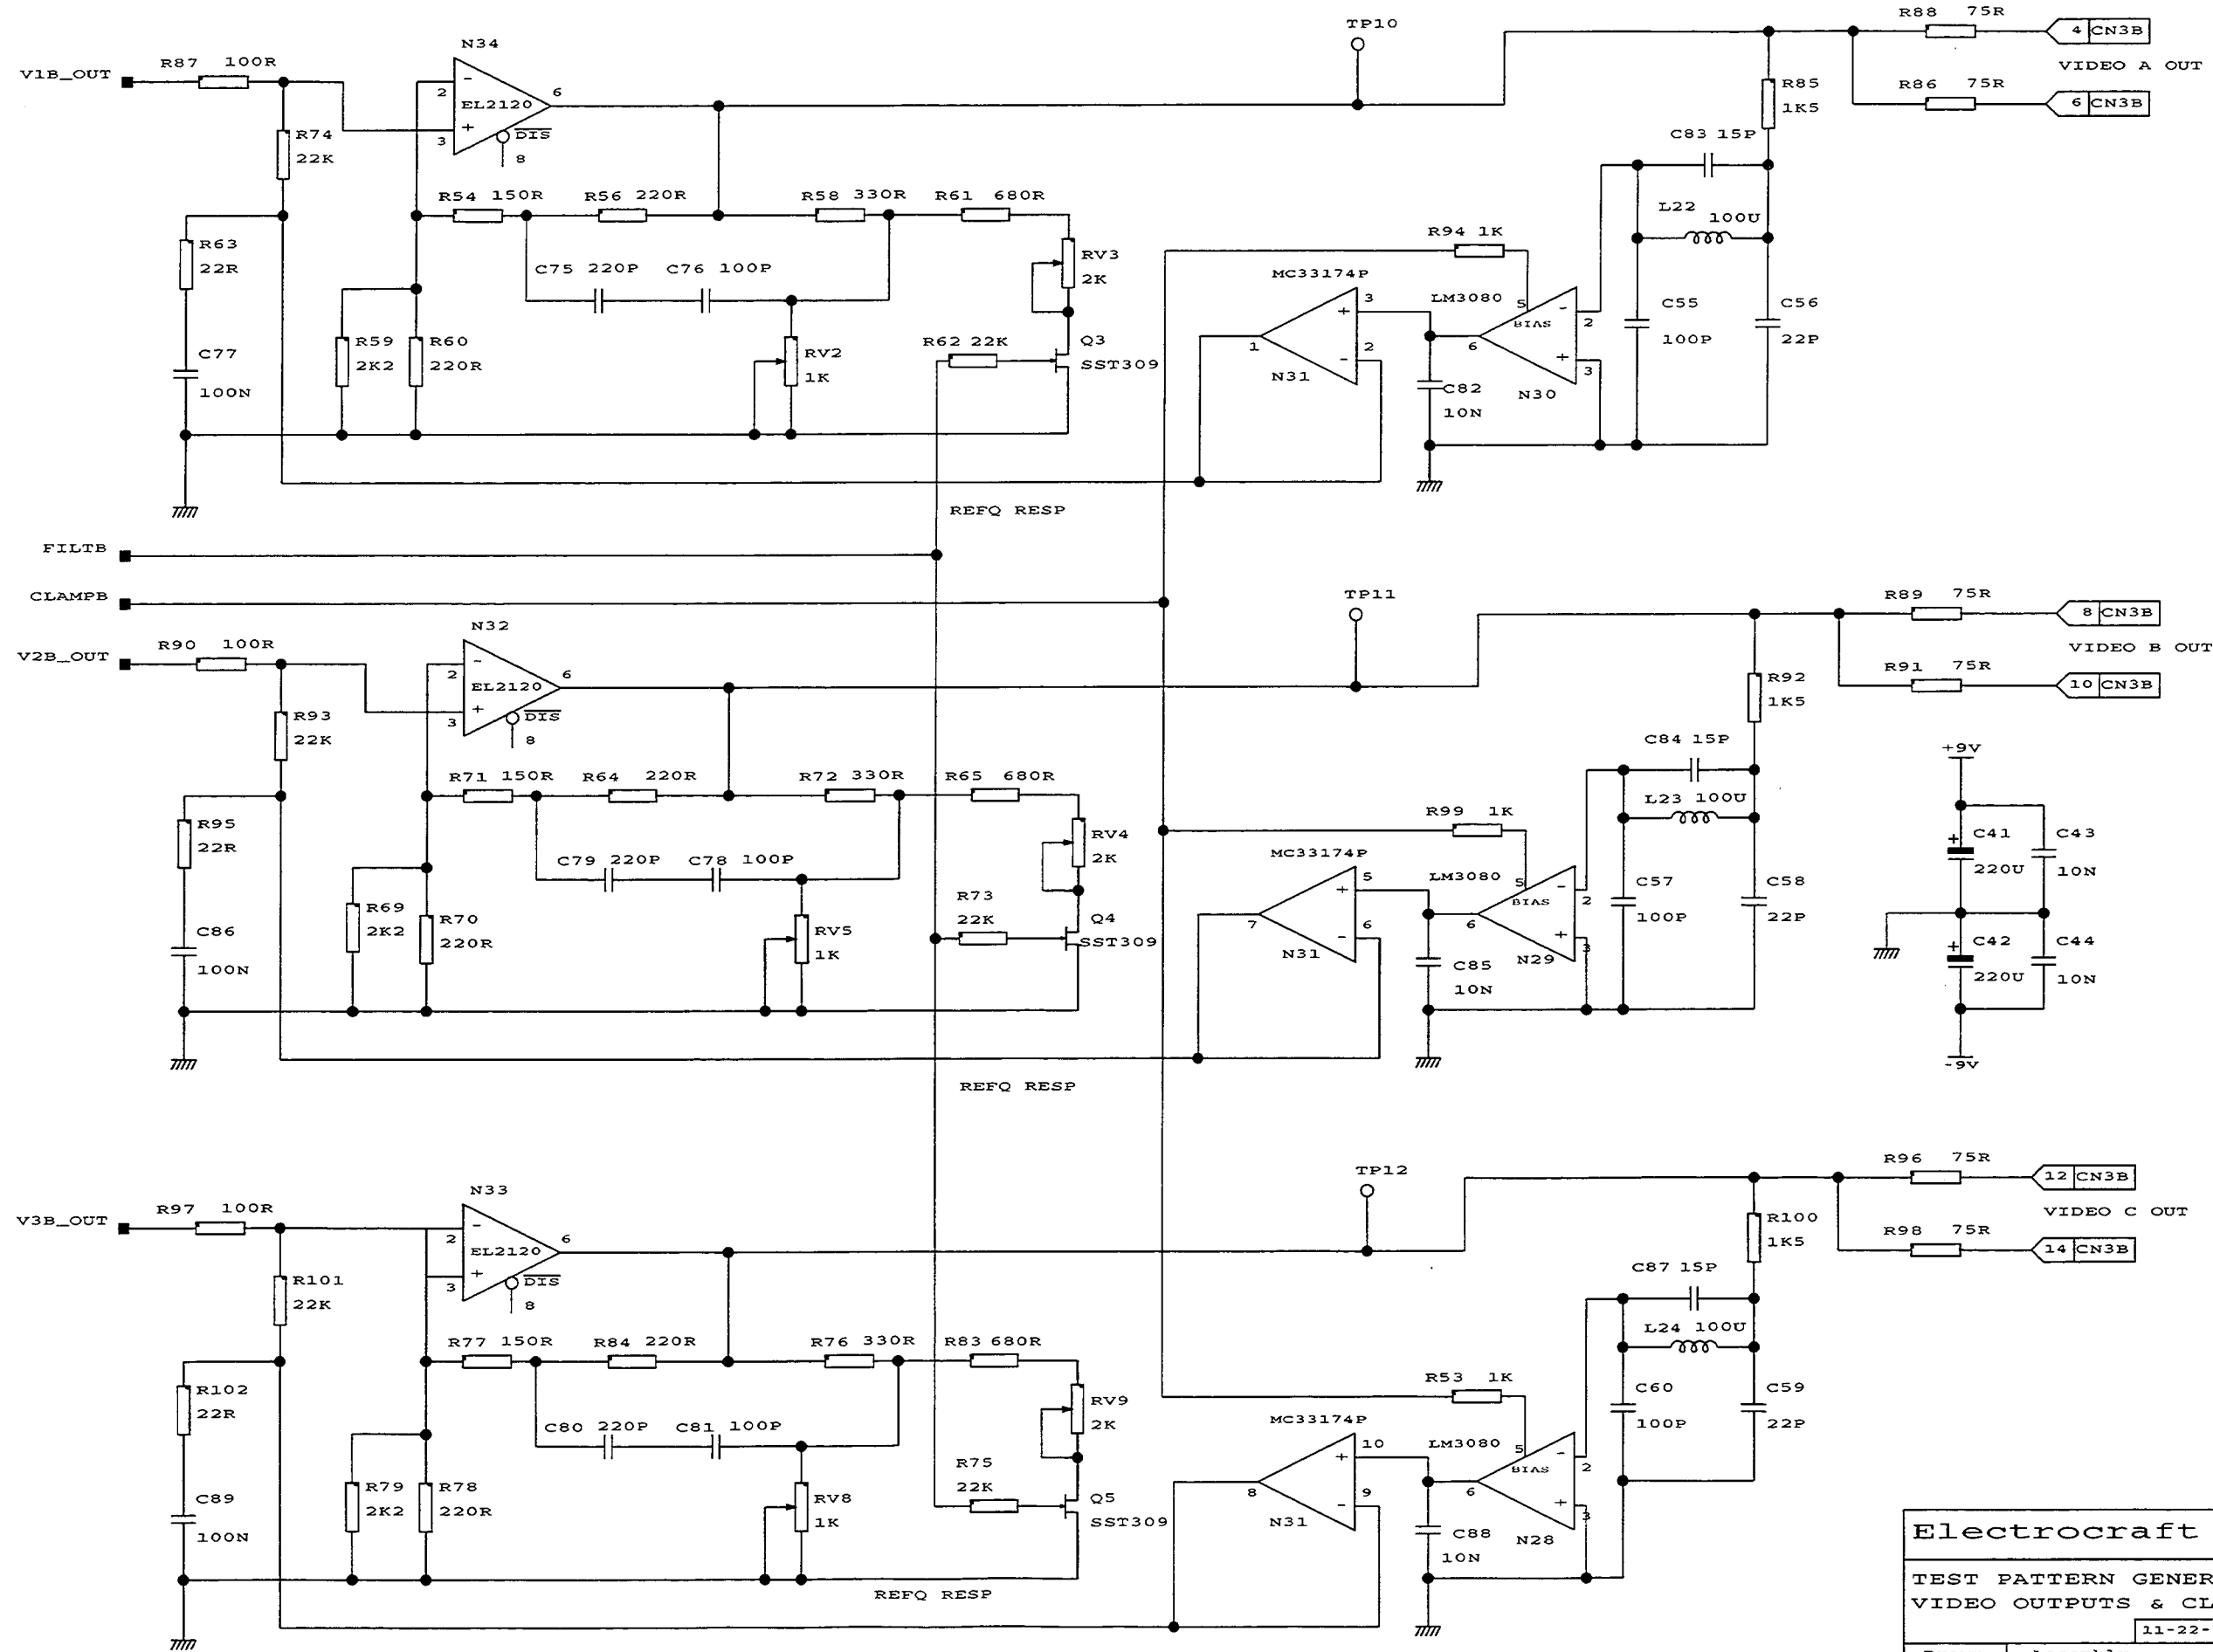 N34
V1B_OUT
R87 100R
2
EL2120
3
6
DIS
8
TP10
R88 75R
4 CN3B
VIDEO A OUT
R86 75R
6 CN3B
R85
1K5
C83 15P
L22 100U
R74
22K
R54 150R
R56 220R
R58 330R
R61 680R
R63
22R
C75 220P
C76 100P
RV3
2K
R94 1K
MC33174P
LM3080
5
BIAS
2
3
6
N30
C55
100P
C56
22P
C77
100N
R59
2K2
R60
220R
RV2
1K
R62 22K
Q3
SST309
1
3
2
N31
C82
10N
REFQ RESP
FILTB
CLAMPB
N32
V2B_OUT
R90 100R
2
EL2120
3
6
DIS
8
TP11
R89 75R
8 CN3B
VIDEO B OUT
R91 75R
10 CN3B
R92
1K5
C84 15P
L23 100U
R93
22K
R71 150R
R64 220R
R72 330R
R65 680R
R95
22R
C79 220P
C78 100P
RV4
2K
R99 1K
MC33174P
LM3080
5
BIAS
2
3
6
N29
C57
100P
C58
22P
+9V
C41
220U
C43
10N
C42
220U
C44
10N
-9V
C86
100N
R69
2K2
R70
220R
RV5
1K
R73
22K
Q4
SST309
7
5
6
N31
C85
10N
REFQ RESP
N33
V3B_OUT
R97 100R
2
EL2120
3
6
DIS
8
TP12
R96 75R
12 CN3B
VIDEO C OUT
R98 75R
14 CN3B
R100
1K5
C87 15P
L24 100U
R101
22K
R77 150R
R84 220R
R76 330R
R83 680R
R102
22R
C80 220P
C81 100P
RV9
2K
R53 1K
MC33174P
LM3080
5
BIAS
2
3
6
N28
C60
100P
C59
22P
C89
100N
R79
2K2
R78
220R
RV8
1K
R75
22K
Q5
SST309
8
10
9
N31
C88
10N
REFQ RESP
Electrocraft
TEST PATTERN GENER
VIDEO OUTPUTS & CL
11-22-